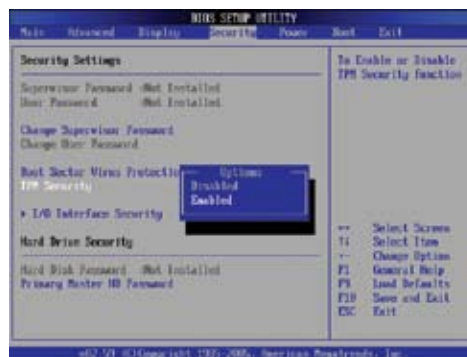 BIOS SETUP UTILITY
Main Advanced Display Security Power Boot Exit
Security Settings
Supervisor Password :Not Installed
User Password :Not Installed
Change Supervisor Password
Change User Password
Boot Sector Virus Protection
TPM Security
I/O Interface Security
Hard Drive Security
Hard Disk Password :Not Installed
Primary Master HD Password
Options
Disabled
Enabled
To Enable or Disable
TPM Security function
Select Screen
↑↓ Select Item
Change Option
F1 General Help
F9 Load Defaults
F10 Save and Exit
ESC Exit
v02.59 (C)Copyright 1985-2005, American Megatrends, Inc.